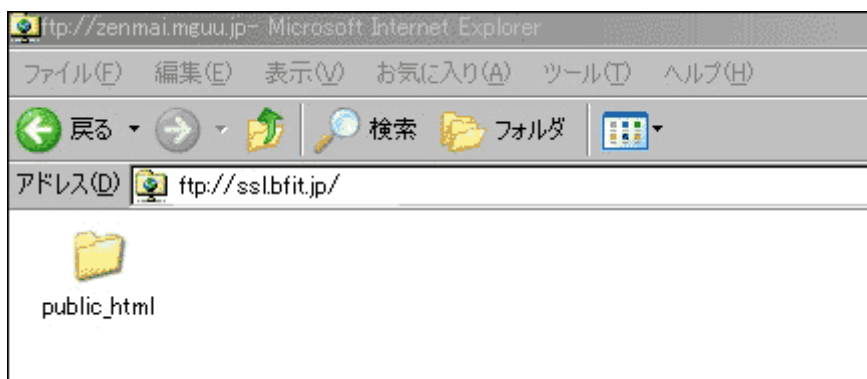 ftp://zenmai.mguu.jp- Microsoft Internet Explorer
ファイル(F) 編集(E) 表示(V) お気に入り(A) ツール(T) ヘルプ(H)
戻る 検索 フォルダ
アドレス(D) ftp://ssl.bfit.jp/
public_html